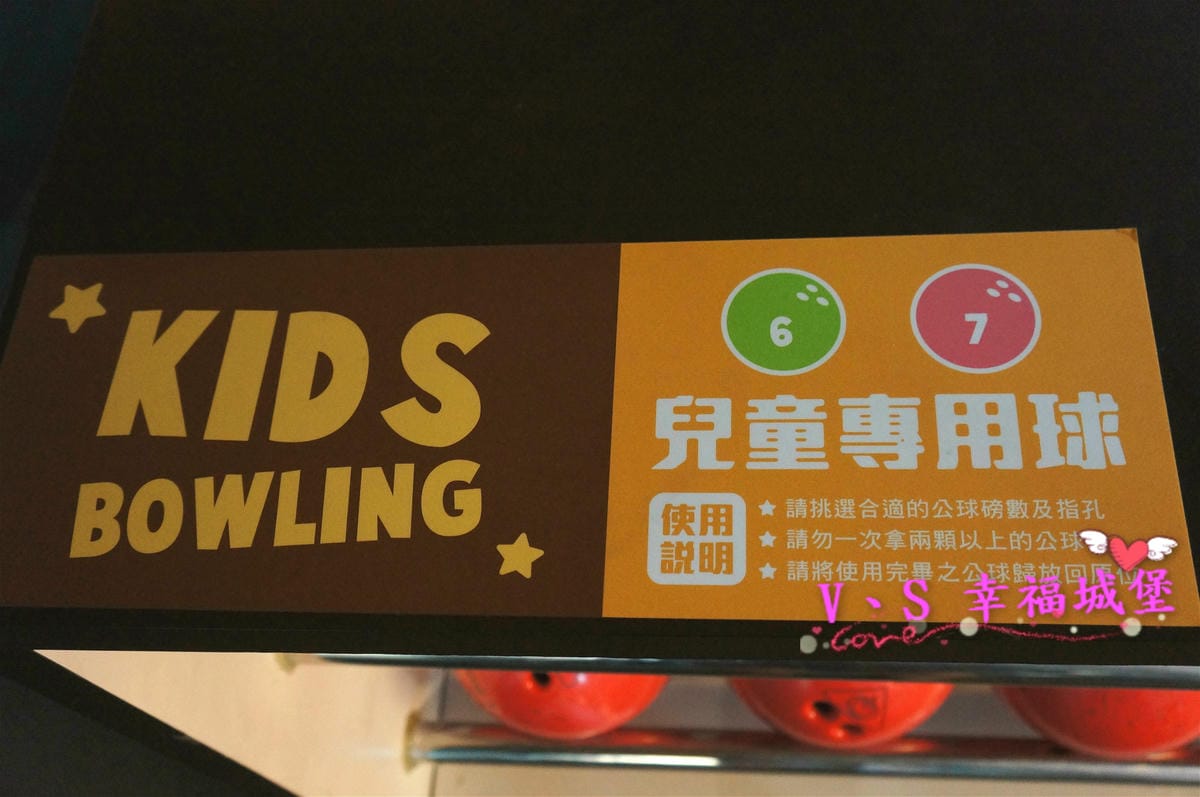 KIDS
BOWLING
6 7
兒童專用球
使用
說明
★ 請挑選合適的公球磅數及指孔
★ 請勿一次拿兩顆以上的公球
★ 請將使用完畢之公球歸放回原位
V、S 幸福城堡
Love